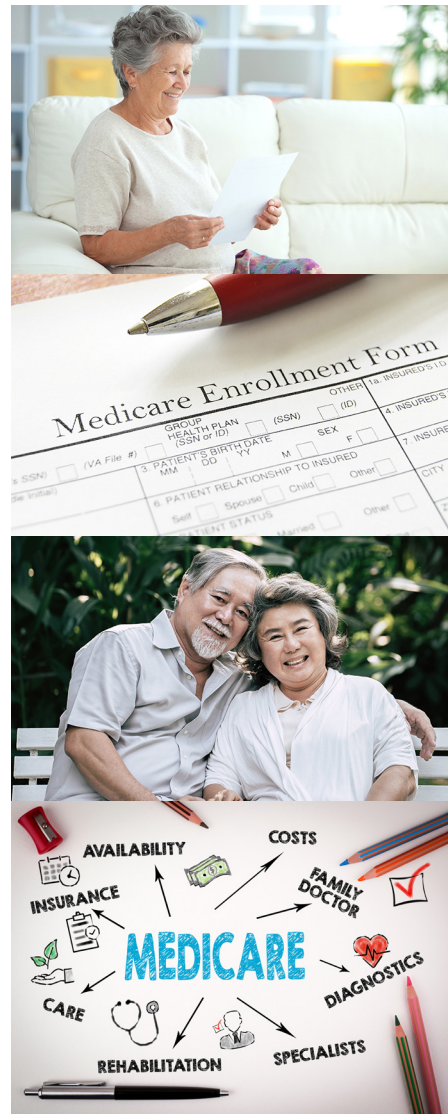 Medicare Enrollment Form
GROUP
HEALTH PLAN
(SSN or ID)
(SSN)
OTHER
(ID)
1a. INSURED'S I.D.
(VA File #)
3. PATIENT'S BIRTH DATE
MM DD YY
SEX
M F
4. INSURED'S
6. PATIENT RELATIONSHIP TO INSURED
Self Spouse Child Other
7. INSURE
CITY
PATIENT STATUS
Married Other
AVAILABILITY
COSTS
INSURANCE
FAMILY
DOCTOR
MEDICARE
CARE
DIAGNOSTICS
REHABILITATION
SPECIALISTS